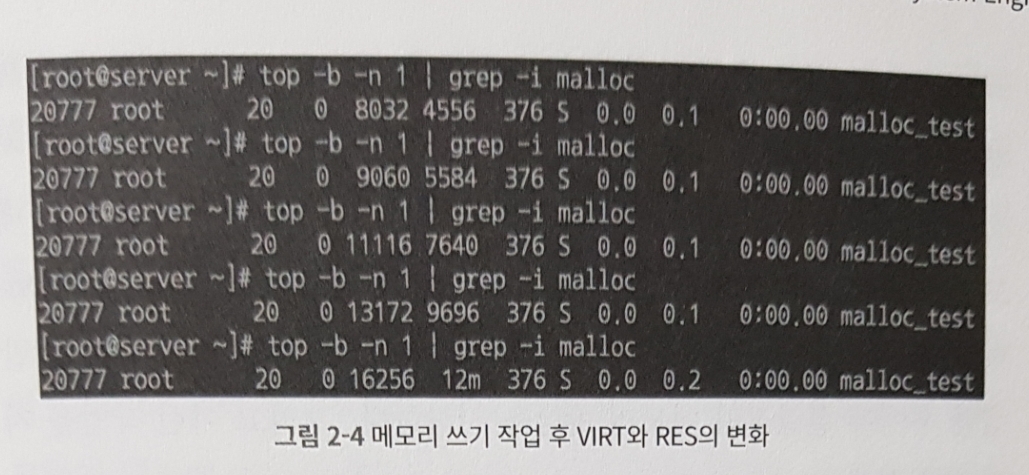 [root@server ~]# top -b -n 1 | grep -i malloc
20777 root 20 0 8032 4556 376 S 0.0 0.1 0:00.00 malloc_test
[root@server ~]# top -b -n 1 | grep -i malloc
20777 root 20 0 9060 5584 376 S 0.0 0.1 0:00.00 malloc_test
[root@server ~]# top -b -n 1 | grep -i malloc
20777 root 20 0 11116 7640 376 S 0.0 0.1 0:00.00 malloc_test
[root@server ~]# top -b -n 1 | grep -i malloc
20777 root 20 0 13172 9696 376 S 0.0 0.1 0:00.00 malloc_test
[root@server ~]# top -b -n 1 | grep -i malloc
20777 root 20 0 16256 12m 376 S 0.0 0.2 0:00.00 malloc_test
그림 2-4 메모리 쓰기 작업 후 VIRT와 RES의 변화